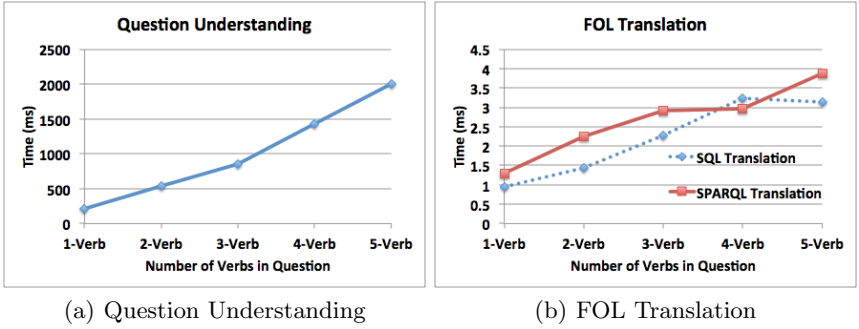 Question Understanding
2500
2000
1500
1000
500
0
Time (ms)
1-Verb 2-Verb 3-Verb 4-Verb 5-Verb
Number of Verbs in Question
(a) Question Understanding
FOL Translation
4.5
4
3.5
3
2.5
2
1.5
1
0.5
0
Time (ms)
SQL Translation
SPARQL Translation
1-Verb 2-Verb 3-Verb 4-Verb 5-Verb
Number of Verbs in Question
(b) FOL Translation